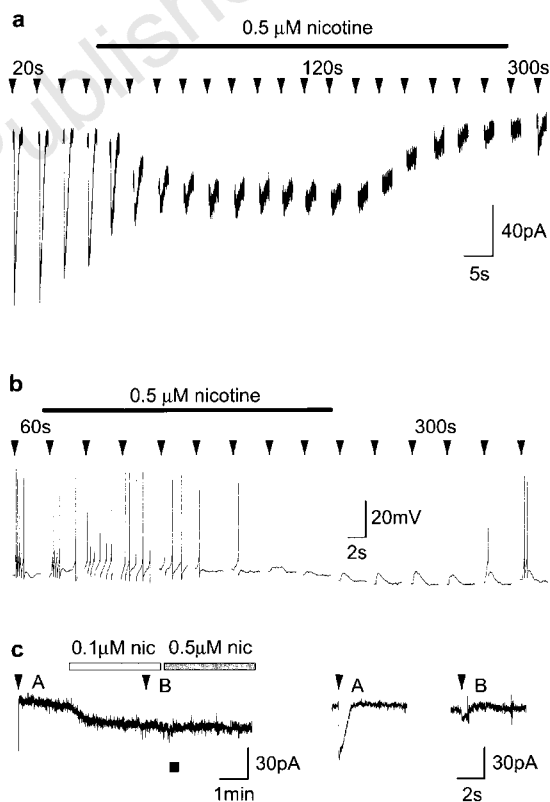 Publishe
a
0.5 μM nicotine
20s 120s 300s
40pA
5s
b
0.5 μM nicotine
60s 300s
20mV
2s
c
0.1μM nic 0.5μM nic
A B A B
30pA 30pA
1min 2s